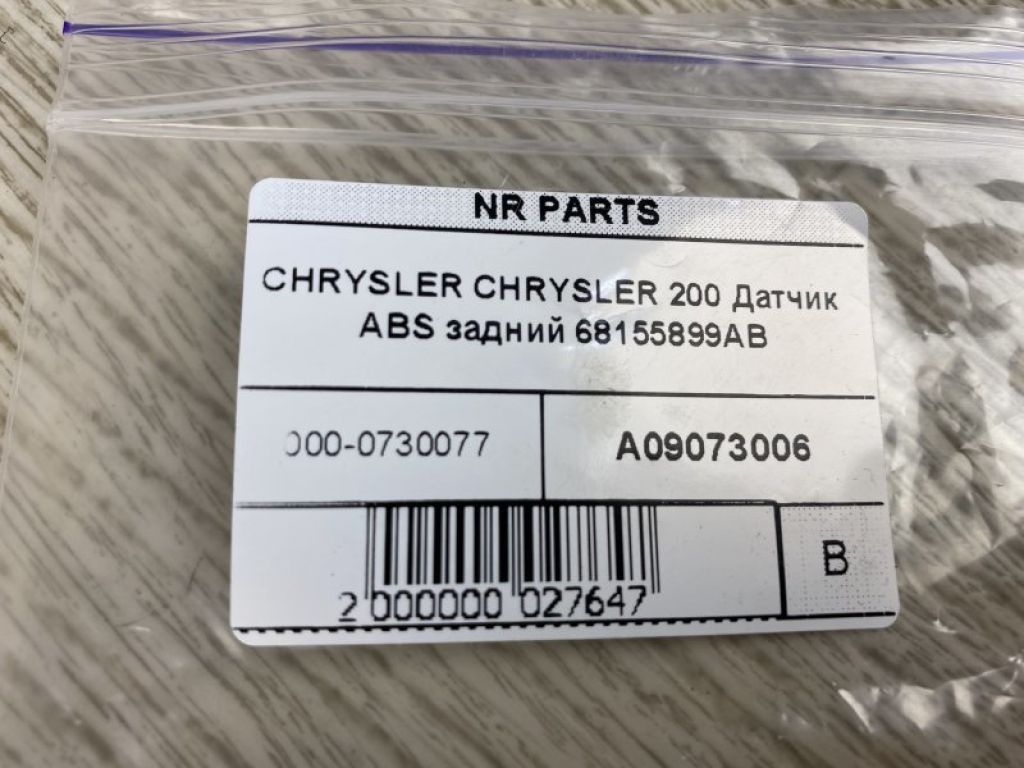 NR PARTS
CHRYSLER CHRYSLER 200 Датчик
ABS задний 68155899AB
000-0730077
A09073006
B
2 000000 027647